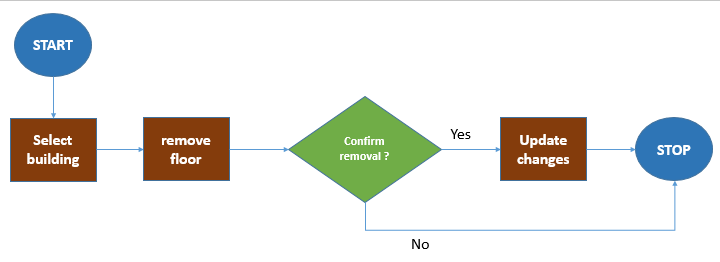 START
Select
building
remove
floor
Confirm
removal ?
Yes
Update
changes
STOP
No